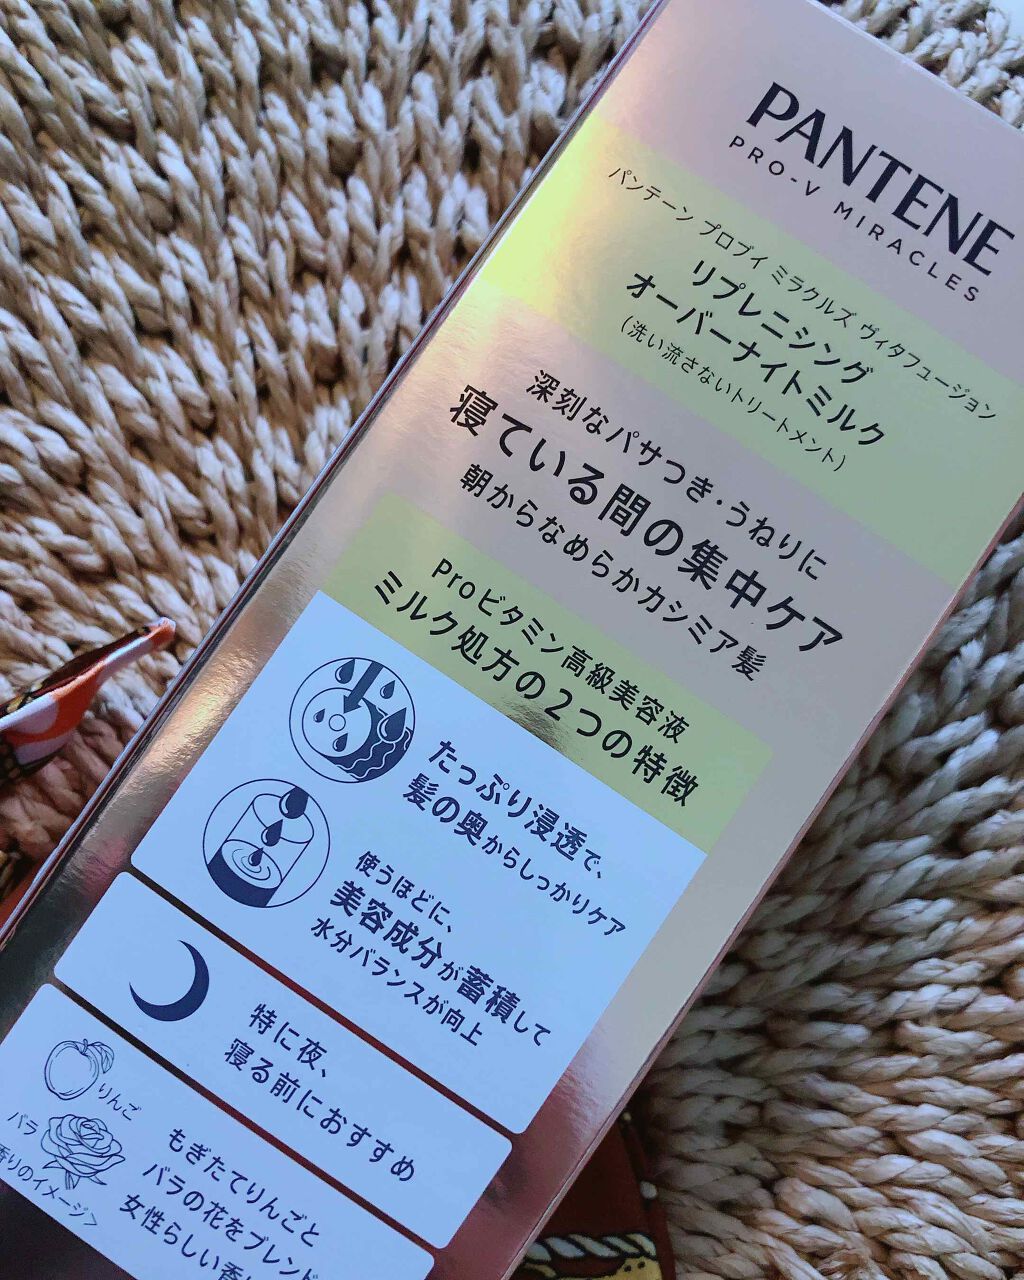 PANTENE
PRO-V MIRACLES
パンテーン プロブイ ミラクルズ ヴィタフュージョン
リプレニシング
オーバーナイトミルク
(洗い流さないトリートメント)
深刻なパサつき・うねりに
寝ている間の集中ケア
朝からなめらかカシミア髪
Proビタミン高級美容液
ミルク処方の2つの特徴
たっぷり浸透で、
髪の奥からしっかりケア
使うほどに、
美容成分が蓄積して
水分バランスが向上
特に夜、
寝る前におすすめ
りんご
バラ
香りのイメージ＞
もぎたてりんごと
バラの花をブレンド
女性らしい香